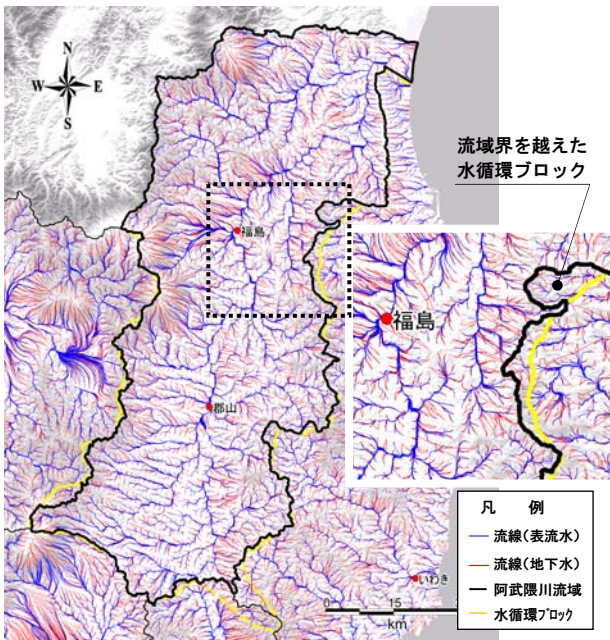 N
W E
S
流域界を越えた
水循環ブロック
福島
福島
郡山
凡 例
流線(表流水)
流線(地下水)
阿武隈川流域
水循環ブロック
いわき
0 15
km